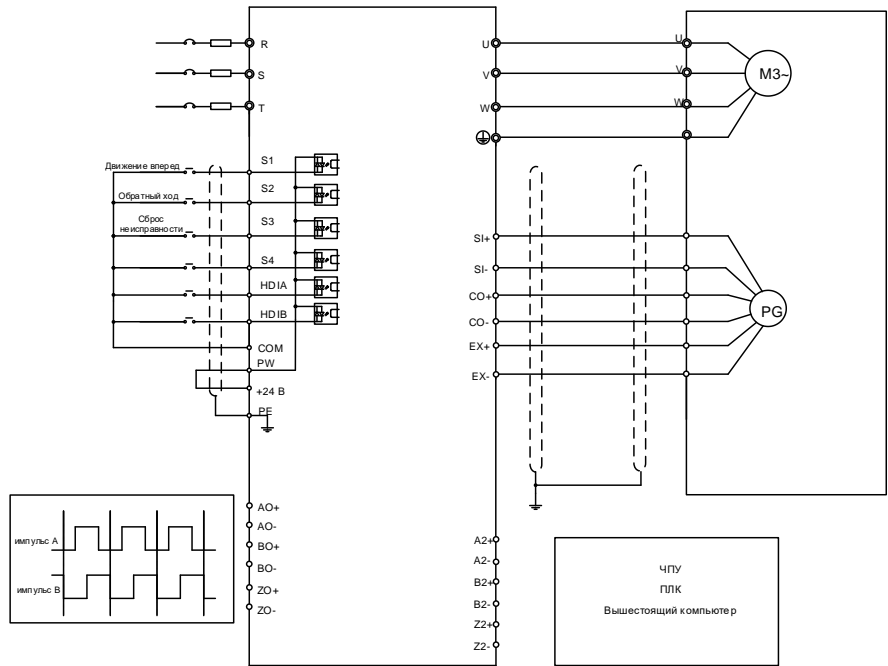 R
S
T
U
V
W
U
V
W
M3~
Движение вперед
S1
Обратный ход
S2
Сброс
неисправности
S3
S4
HDIA
HDIB
COM
PW
+24 В
PE
SI+
SI-
CO+
CO-
EX+
EX-
PG
импульс A
импульс B
AO+
AO-
BO+
BO-
ZO+
ZO-
A2+
A2-
B2+
B2-
Z2+
Z2-
ЧПУ
ПЛК
Вышестоящий компьютер